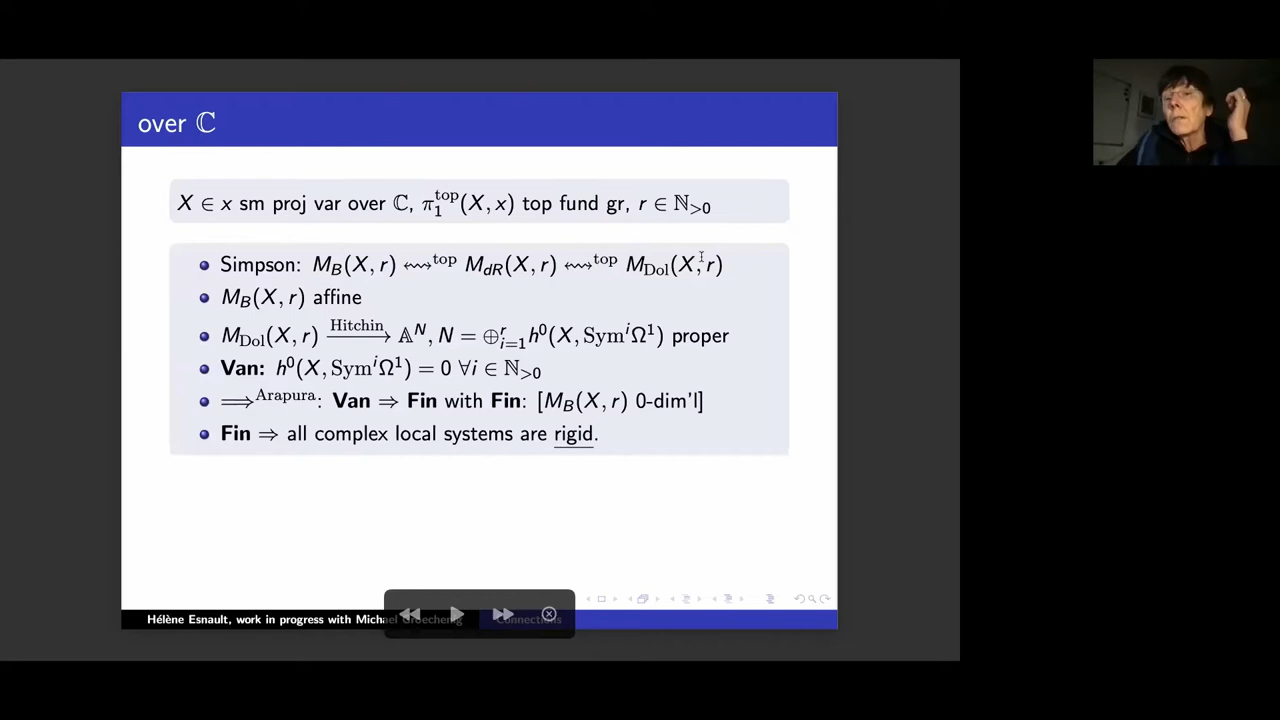 over ℂ
X ∈ x sm proj var over ℂ, π₁^top(X, x) top fund gr, r ∈ ℕ_{>0}
Simpson: M_B(X, r) ↭^top M_dR(X, r) ↭^top M_Dol(X, r)
M_B(X, r) affine
M_Dol(X, r) —Hitchin→ 𝔸^N, N = ⊕_{i=1}^r h⁰(X, Sym^i Ω¹) proper
Van: h⁰(X, Sym^i Ω¹) = 0 ∀i ∈ ℕ_{>0}
⟹^Arapura: Van ⇒ Fin with Fin: [M_B(X, r) 0-dim'l]
Fin ⇒ all complex local systems are rigid.
Hélène Esnault, work in progress with Michael Groechenig Connections